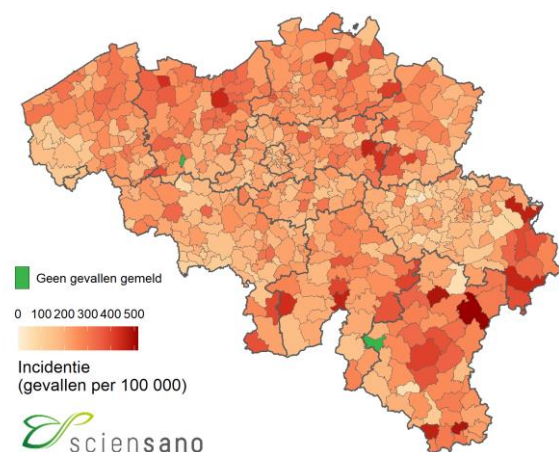 Geen gevallen gemeld
0 100 200 300 400 500
Incidentie
(gevallen per 100 000)
sciensano